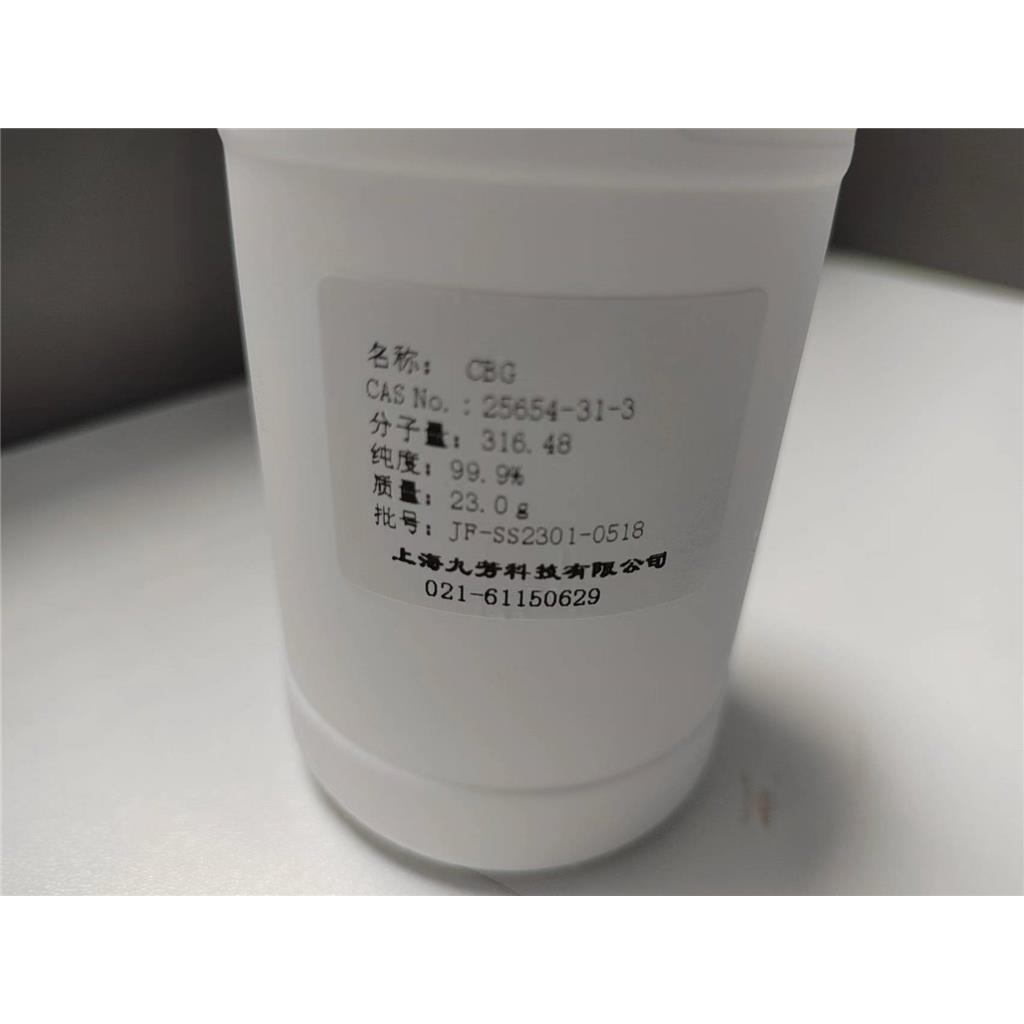 名称： CBG
CAS No.：25654-31-3
分子量：316.48
纯度：99.9%
质量：23.0g
批号：JF-SS2301-0518
上海九芳科技有限公司
021-61150629